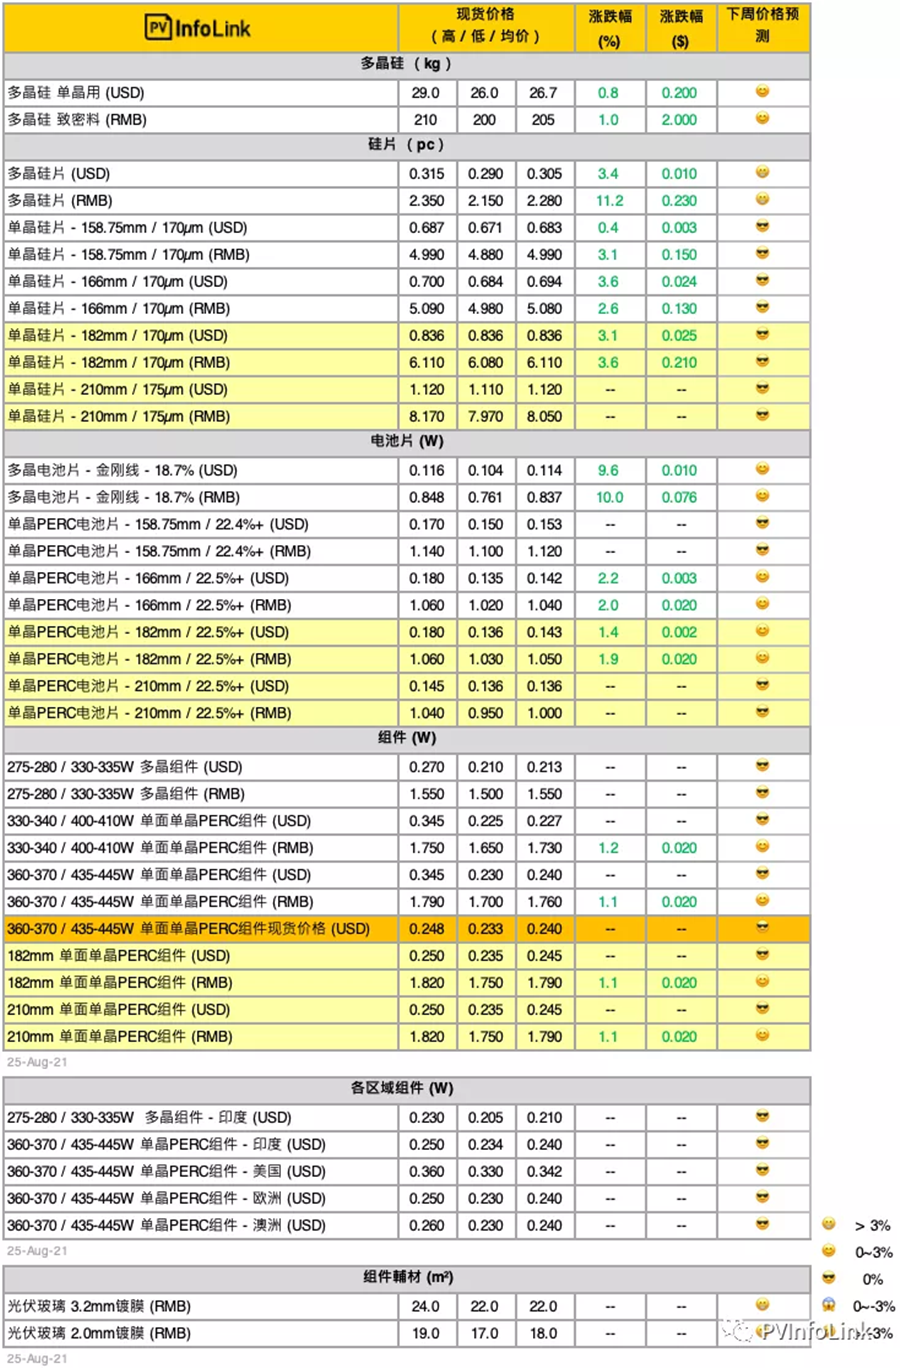 PV InfoLink 现货价格 (高 / 低 / 均价) 涨跌幅 (%) 涨跌幅 ($) 下周价格预测
多晶硅 (kg)
多晶硅 单晶用 (USD) 29.0 26.0 26.7 0.8 0.200
多晶硅 致密料 (RMB) 210 200 205 1.0 2.000
硅片 (pc)
多晶硅片 (USD) 0.315 0.290 0.305 3.4 0.010
多晶硅片 (RMB) 2.350 2.150 2.280 11.2 0.230
单晶硅片 - 158.75mm / 170μm (USD) 0.687 0.671 0.683 0.4 0.003
单晶硅片 - 158.75mm / 170μm (RMB) 4.990 4.880 4.990 3.1 0.150
单晶硅片 - 166mm / 170μm (USD) 0.700 0.684 0.694 3.6 0.024
单晶硅片 - 166mm / 170μm (RMB) 5.090 4.980 5.080 2.6 0.130
单晶硅片 - 182mm / 170μm (USD) 0.836 0.836 0.836 3.1 0.025
单晶硅片 - 182mm / 170μm (RMB) 6.110 6.080 6.110 3.6 0.210
单晶硅片 - 210mm / 175μm (USD) 1.120 1.110 1.120 -- --
单晶硅片 - 210mm / 175μm (RMB) 8.170 7.970 8.050 -- --
电池片 (W)
多晶电池片 - 金刚线 - 18.7% (USD) 0.116 0.104 0.114 9.6 0.010
多晶电池片 - 金刚线 - 18.7% (RMB) 0.848 0.761 0.837 10.0 0.076
单晶PERC电池片 - 158.75mm / 22.4%+ (USD) 0.170 0.150 0.153 -- --
单晶PERC电池片 - 158.75mm / 22.4%+ (RMB) 1.140 1.100 1.120 -- --
单晶PERC电池片 - 166mm / 22.5%+ (USD) 0.180 0.135 0.142 2.2 0.003
单晶PERC电池片 - 166mm / 22.5%+ (RMB) 1.060 1.020 1.040 2.0 0.020
单晶PERC电池片 - 182mm / 22.5%+ (USD) 0.180 0.136 0.143 1.4 0.002
单晶PERC电池片 - 182mm / 22.5%+ (RMB) 1.060 1.030 1.050 1.9 0.020
单晶PERC电池片 - 210mm / 22.5%+ (USD) 0.145 0.136 0.136 -- --
单晶PERC电池片 - 210mm / 22.5%+ (RMB) 1.040 0.950 1.000 -- --
组件 (W)
275-280 / 330-335W 多晶组件 (USD) 0.270 0.210 0.213 -- --
275-280 / 330-335W 多晶组件 (RMB) 1.550 1.500 1.550 -- --
330-340 / 400-410W 单面单晶PERC组件 (USD) 0.345 0.225 0.227 -- --
330-340 / 400-410W 单面单晶PERC组件 (RMB) 1.750 1.650 1.730 1.2 0.020
360-370 / 435-445W 单面单晶PERC组件 (USD) 0.345 0.230 0.240 -- --
360-370 / 435-445W 单面单晶PERC组件 (RMB) 1.790 1.700 1.760 1.1 0.020
360-370 / 435-445W 单面单晶PERC组件现货价格 (USD) 0.248 0.233 0.240 -- --
182mm 单面单晶PERC组件 (USD) 0.250 0.235 0.245 -- --
182mm 单面单晶PERC组件 (RMB) 1.820 1.750 1.790 1.1 0.020
210mm 单面单晶PERC组件 (USD) 0.250 0.235 0.245 -- --
210mm 单面单晶PERC组件 (RMB) 1.820 1.750 1.790 1.1 0.020
25-Aug-21
各区域组件 (W)
275-280 / 330-335W 多晶组件 - 印度 (USD) 0.230 0.205 0.210 -- --
360-370 / 435-445W 单晶PERC组件 - 印度 (USD) 0.250 0.234 0.240 -- --
360-370 / 435-445W 单晶PERC组件 - 美国 (USD) 0.360 0.330 0.342 -- --
360-370 / 435-445W 单晶PERC组件 - 欧洲 (USD) 0.250 0.230 0.240 -- --
360-370 / 435-445W 单晶PERC组件 - 澳洲 (USD) 0.260 0.230 0.240 -- --
> 3%
25-Aug-21
0~3%
组件輔材 (m²)
0%
光伏玻璃 3.2mm镀膜 (RMB) 24.0 22.0 22.0 -- --
0~-3%
光伏玻璃 2.0mm镀膜 (RMB) 19.0 17.0 18.0 -- --
PVInfoLink
-3%
25-Aug-21